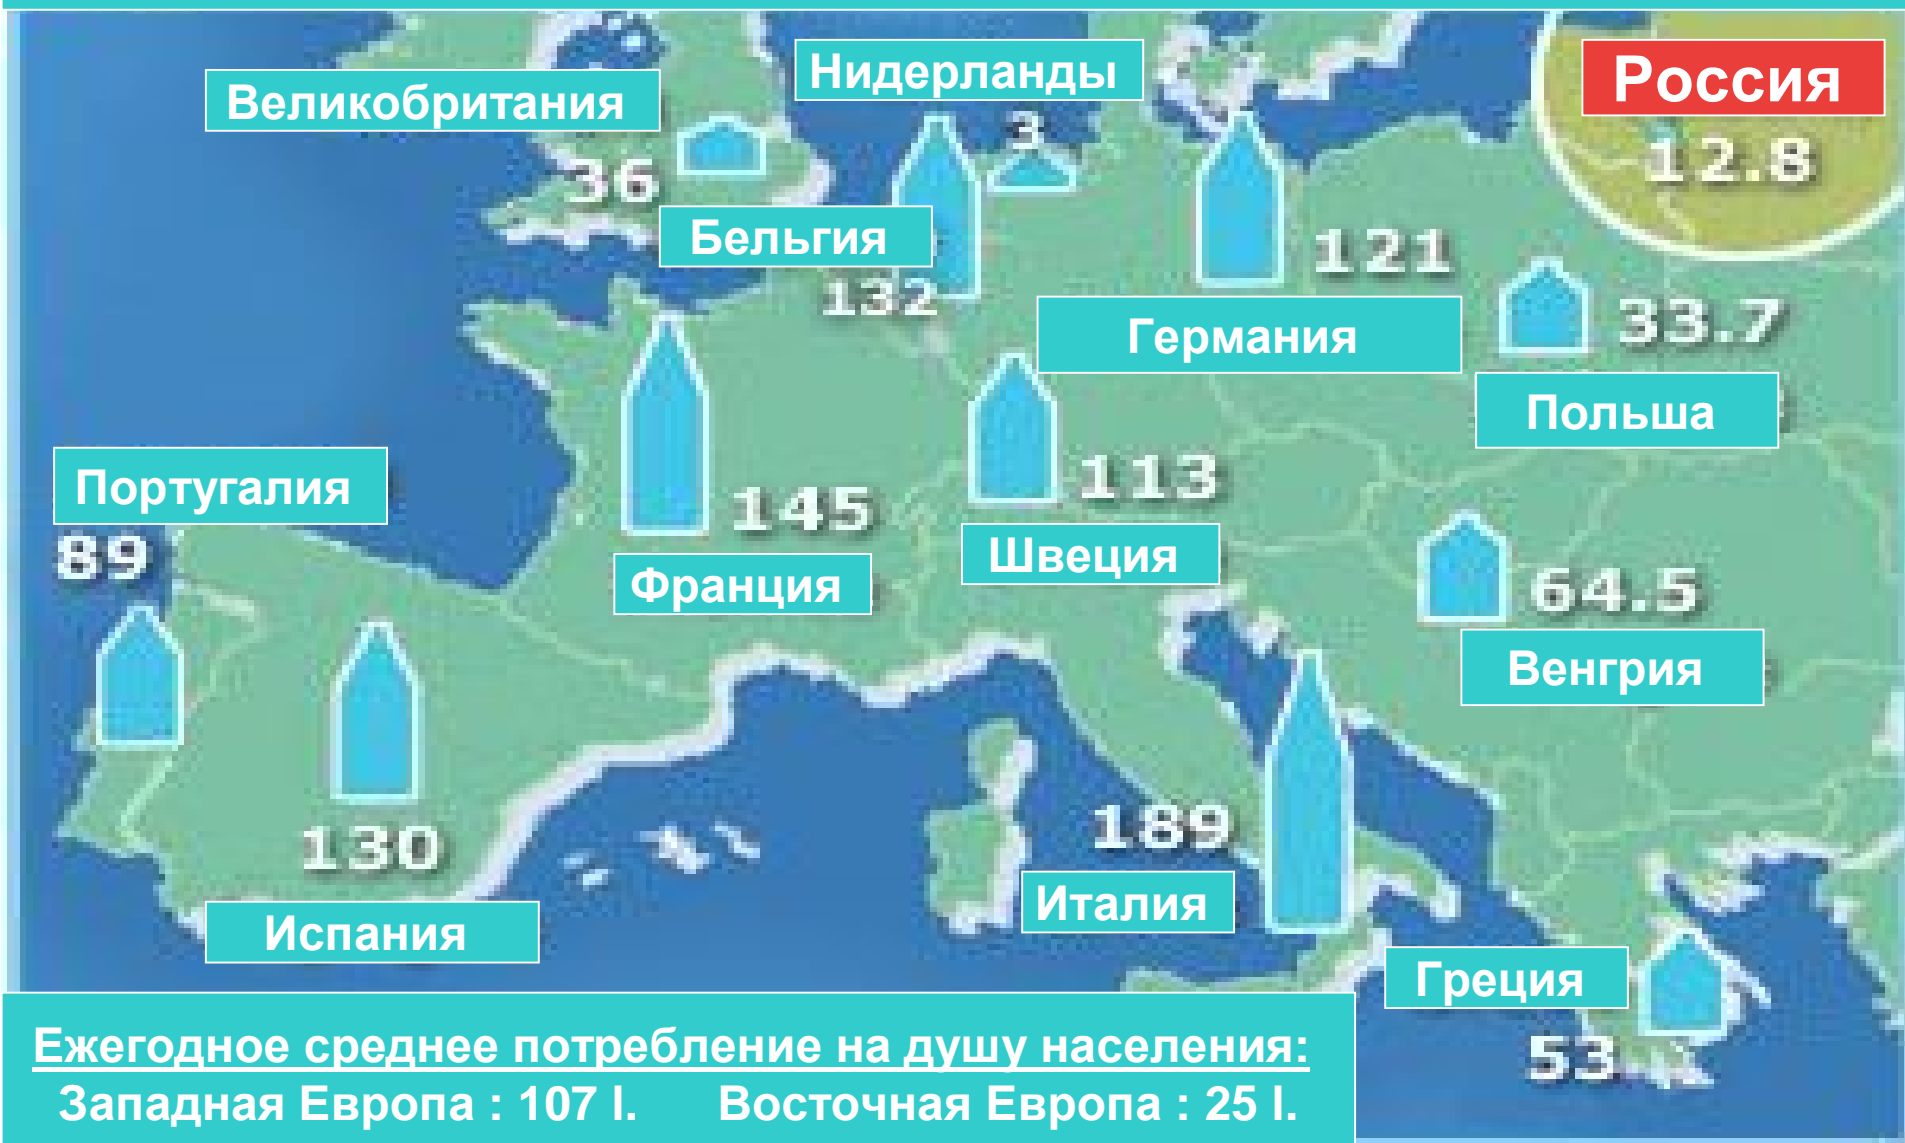 Нидерланды
Россия
Великобритания
3
12.8
36
Бельгия
121
132
33.7
Германия
Польша
Португалия
113
145
89
Швеция
Франция
64.5
Венгрия
189
130
Италия
Испания
Греция
53
Ежегодное среднее потребление на душу населения:
Западная Европа : 107 l. Восточная Европа : 25 l.